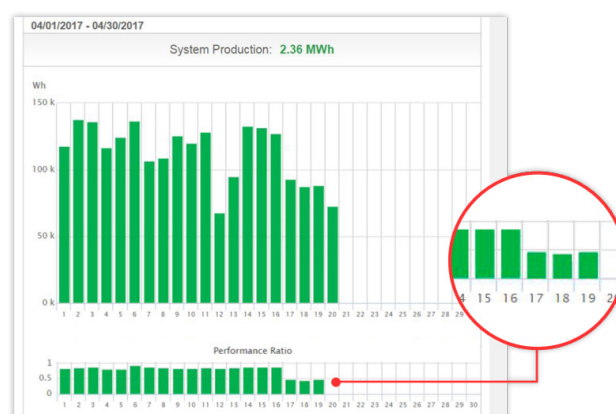 04/01/2017 - 04/30/2017
System Production: 2.36 MWh
Wh
150 k
100 k
50 k
0 k
1 2 3 4 5 6 7 8 9 10 11 12 13 14 15 16 17 18 19 20 21 22 23 24 25 26 27 28 29
4 15 16 17 18 19 20
Performance Ratio
1
0.5
0
1 2 3 4 5 6 7 8 9 10 11 12 13 14 15 16 17 18 19 20 21 22 23 24 25 26 27 28 29 30